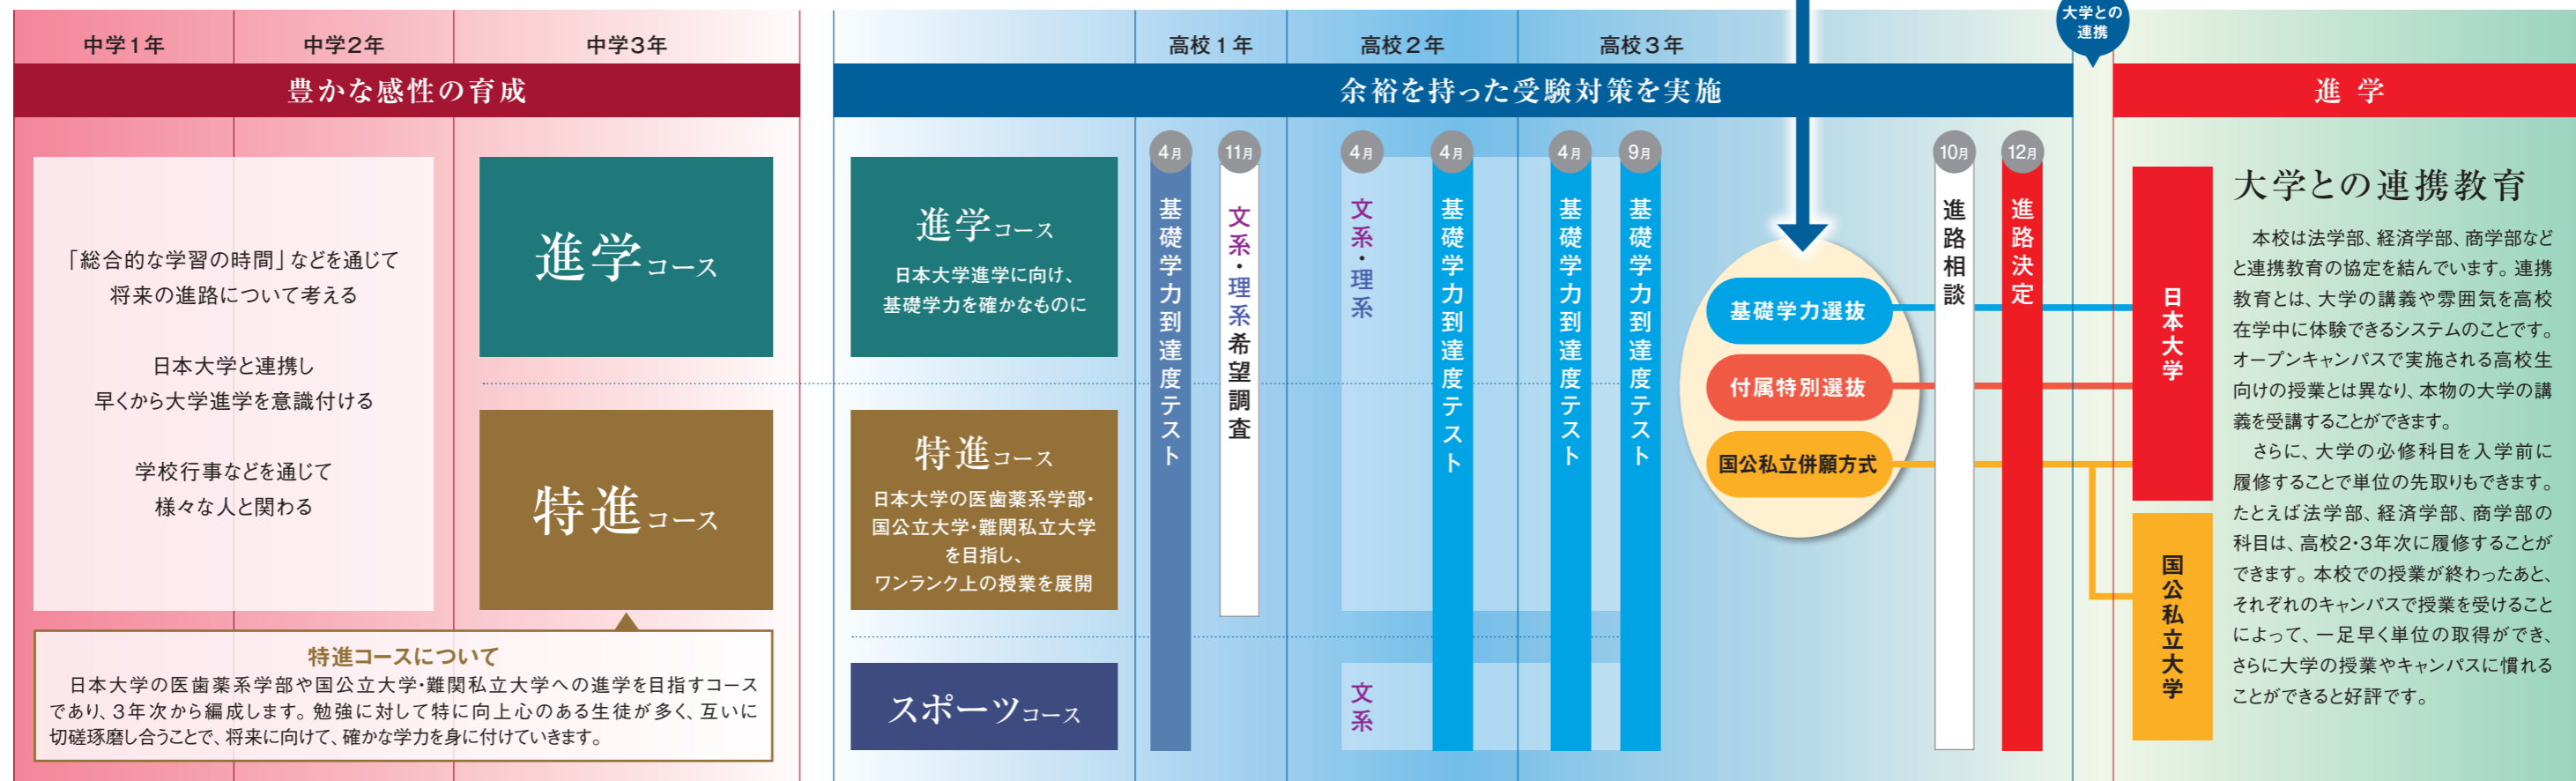 中学1年
中学2年
中学3年
豊かな感性の育成
「総合的な学習の時間」などを通じて
将来の進路について考える
日本大学と連携し
早くから大学進学を意識付ける
学校行事などを通じて
様々な人と関わる
進学コース
特進コース
特進コースについて
日本大学の医歯薬系学部や国公立大学・難関私立大学への進学を目指すコース
であり、3年次から編成します。勉強に対して特に向上心のある生徒が多く、互いに
切磋琢磨し合うことで、将来に向けて、確かな学力を身に付けていきます。
高校1年
高校2年
高校3年
余裕を持った受験対策を実施
進学コース
日本大学進学に向け、
基礎学力を確かなものに
特進コース
日本大学の医歯薬系学部・
国公立大学・難関私立大学
を目指し、
ワンランク上の授業を展開
スポーツコース
4月
基礎学力到達度テスト
11月
文系・理系希望調査
4月
文系・理系
文系
4月
基礎学力到達度テスト
4月
基礎学力到達度テスト
9月
基礎学力到達度テスト
基礎学力選抜
付属特別選抜
国公私立併願方式
10月
進路相談
12月
進路決定
大学との
連携
進学
日本大学
国公私立大学
大学との連携教育
本校は法学部、経済学部、商学部など
と連携教育の協定を結んでいます。連携
教育とは、大学の講義や雰囲気を高校
在学中に体験できるシステムのことです。
オープンキャンパスで実施される高校生
向けの授業とは異なり、本物の大学の講
義を受講することができます。
さらに、大学の必修科目を入学前に
履修することで単位の先取りもできます。
たとえば法学部、経済学部、商学部の
科目は、高校2・3年次に履修することが
できます。本校での授業が終わったあと、
それぞれのキャンパスで授業を受けること
によって、一足早く単位の取得ができ、
さらに大学の授業やキャンパスに慣れる
ことができると好評です。